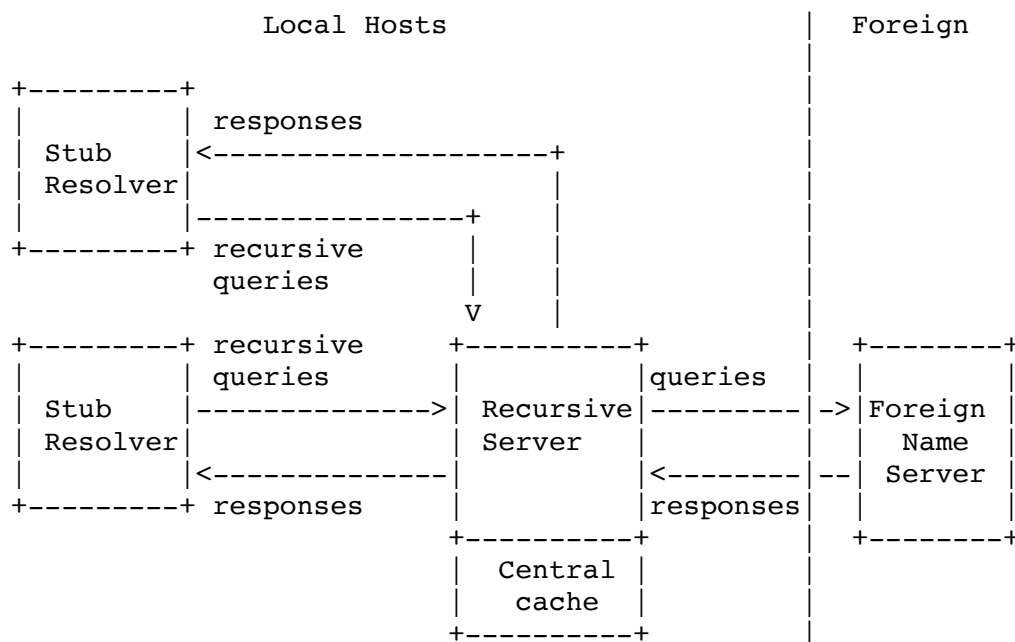 Local Hosts | Foreign
|
+---------+ |
| | responses |
| Stub |<--------------------+ |
| Resolver| | |
| |----------------+ | |
+---------+ recursive | | |
queries | | |
V | |
+---------+ recursive +----------+ | +--------+
| | queries | |queries | | |
| Stub |-------------->| Recursive|---------|->|Foreign |
| Resolver| | Server | | | Name |
| |<--------------| |<--------|--| Server |
+---------+ responses | |responses| | |
+----------+ | +--------+
| Central | |
| cache | |
+----------+ |